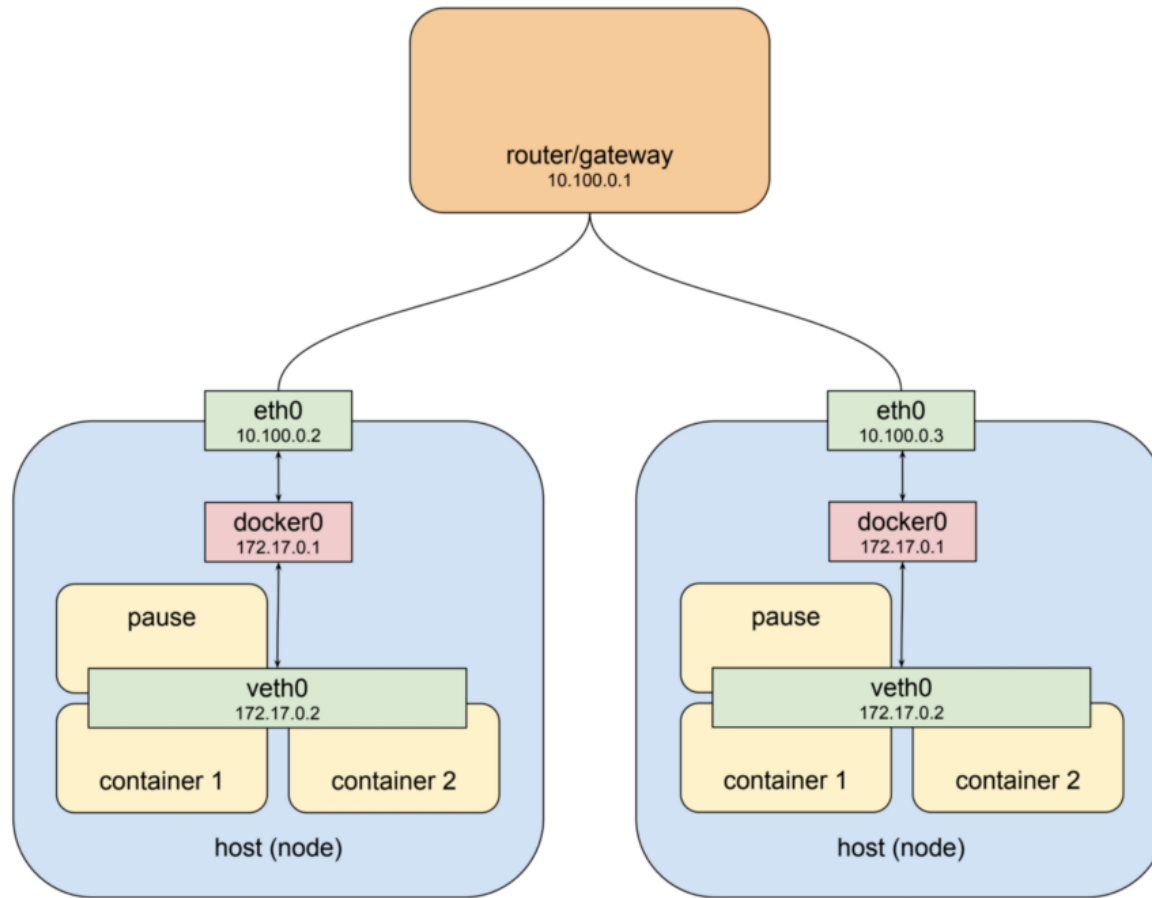 router/gateway
10.100.0.1
eth0
10.100.0.2
docker0
172.17.0.1
pause
veth0
172.17.0.2
container 1
container 2
host (node)
eth0
10.100.0.3
docker0
172.17.0.1
pause
veth0
172.17.0.2
container 1
container 2
host (node)